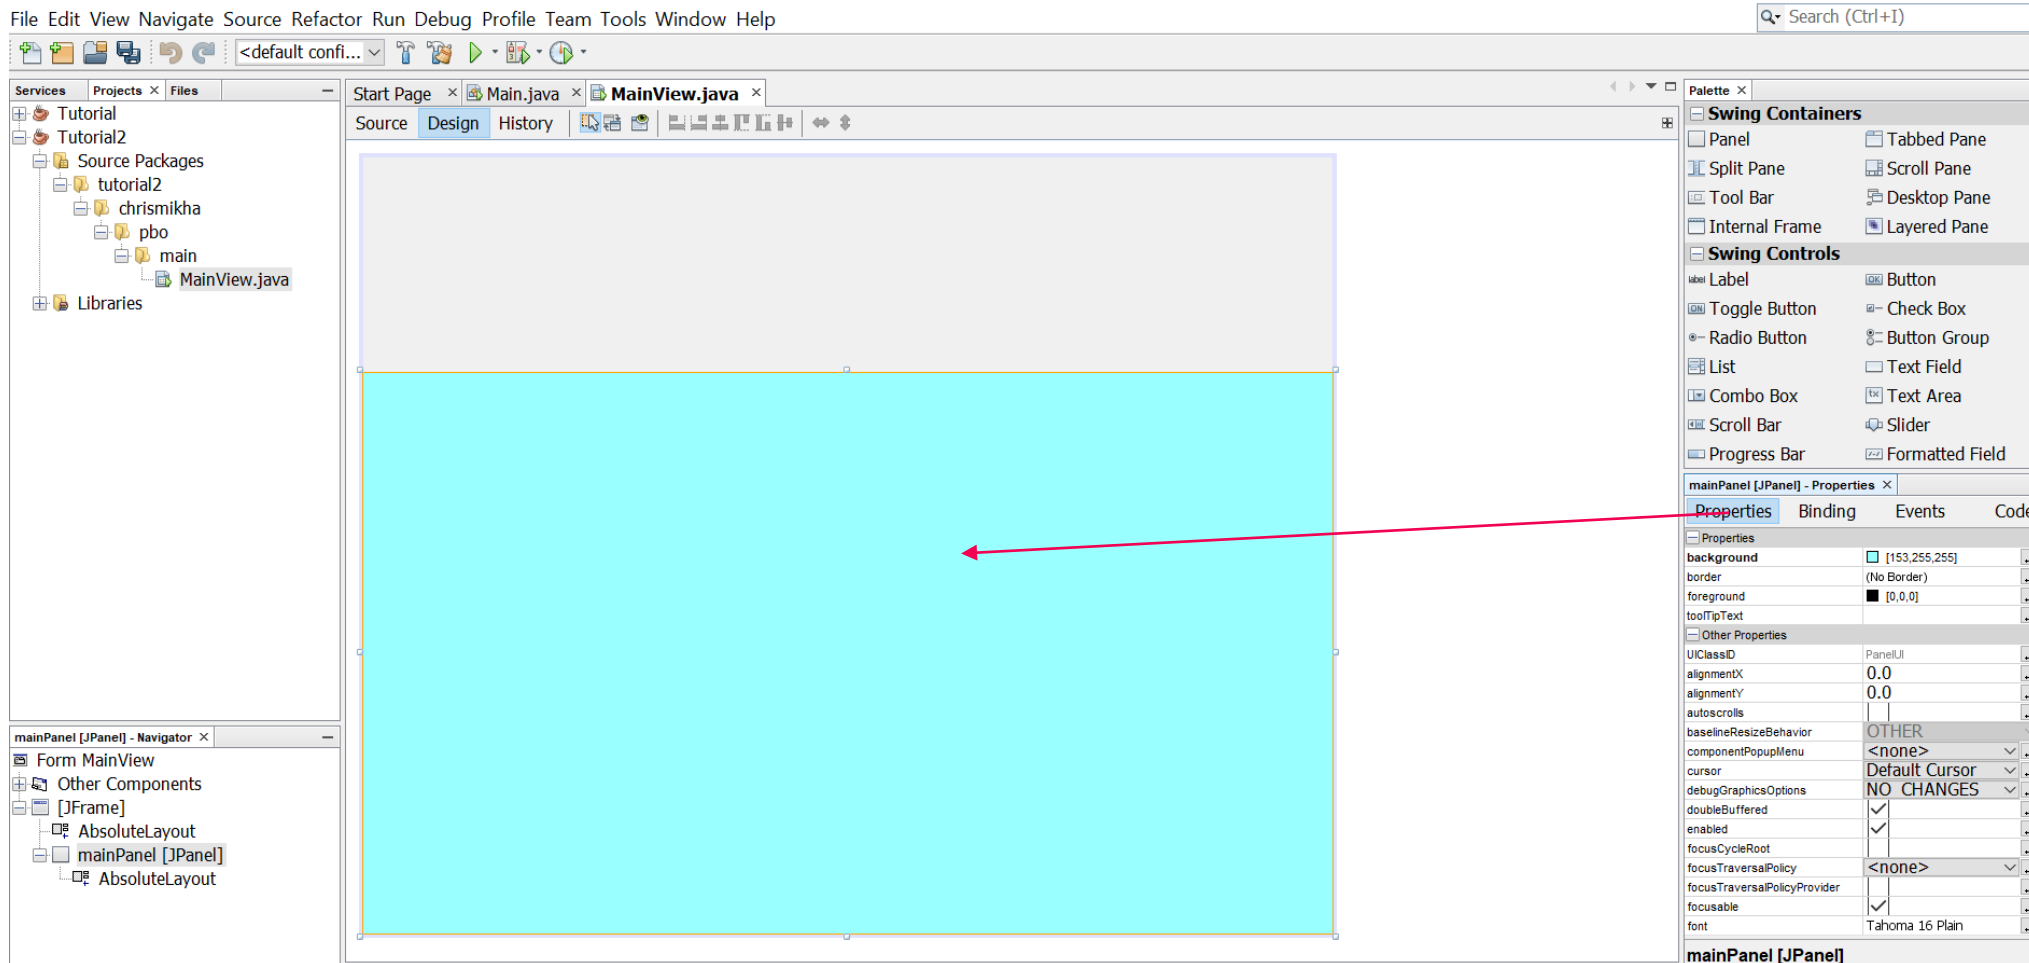 File Edit View Navigate Source Refactor Run Debug Profile Team Tools Window Help
Search (Ctrl+I)
<default confi...
Services Projects Files
Tutorial
Tutorial2
Source Packages
tutorial2
chrismikha
pbo
main
MainView.java
Libraries
mainPanel [JPanel] - Navigator
Form MainView
Other Components
[JFrame]
AbsoluteLayout
mainPanel [JPanel]
AbsoluteLayout
Start Page Main.java MainView.java
Source Design History
Palette
Swing Containers
Panel Tabbed Pane
Split Pane Scroll Pane
Tool Bar Desktop Pane
Internal Frame Layered Pane
Swing Controls
label Label OK Button
ON Toggle Button Check Box
Radio Button Button Group
List Text Field
Combo Box Text Area
Scroll Bar Slider
Progress Bar Formatted Field
mainPanel [JPanel] - Properties
Properties Binding Events Code
Properties
background [153,255,255]
border (No Border)
foreground [0,0,0]
toolTipText
Other Properties
UIClassID PanelUI
alignmentX 0.0
alignmentY 0.0
autoscrolls
baselineResizeBehavior OTHER
componentPopupMenu <none>
cursor Default Cursor
debugGraphicsOptions NO_CHANGES
doubleBuffered
enabled
focusCycleRoot
focusTraversalPolicy <none>
focusTraversalPolicyProvider
focusable
font Tahoma 16 Plain
mainPanel [JPanel]